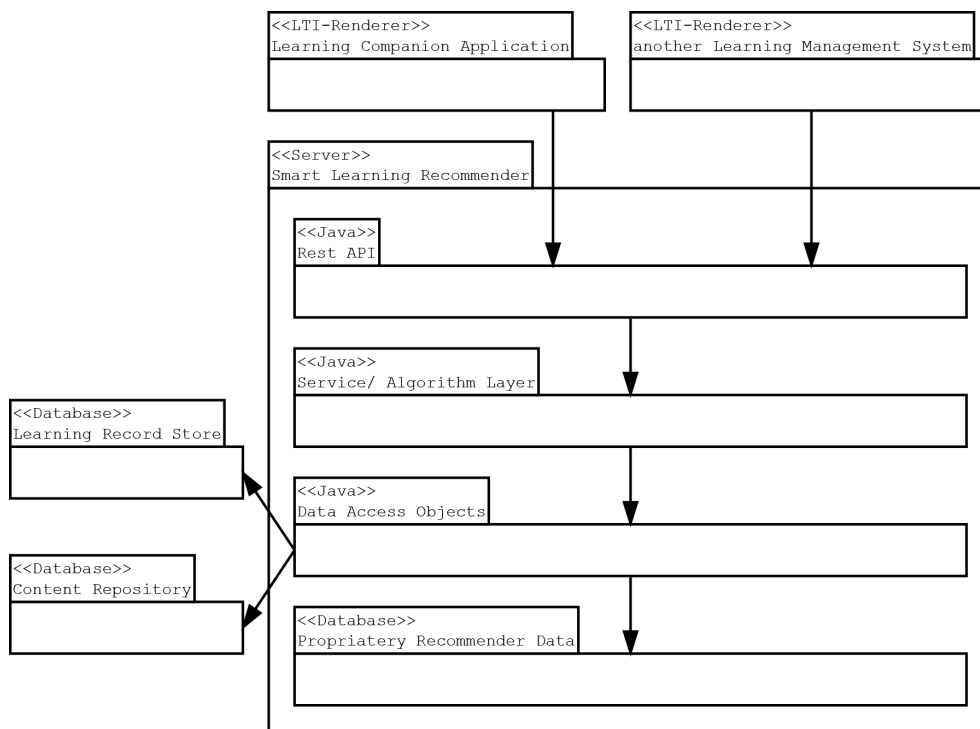 <<LTI-Renderer>>
Learning Companion Application
<<LTI-Renderer>>
another Learning Management System
<<Server>>
Smart Learning Recommender
<<Java>>
Rest API
<<Java>>
Service/ Algorithm Layer
<<Database>>
Learning Record Store
<<Java>>
Data Access Objects
<<Database>>
Content Repository
<<Database>>
Propriatery Recommender Data